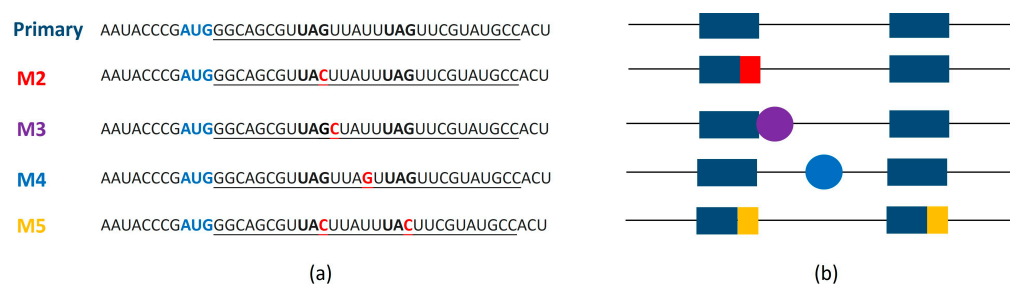 Primary AAUACCCGAUGGGCAGCGUUAGUUAUUUAGUUCGUAUGCCACU
M2 AAUACCCGAUGGGCAGCGUUACUUAUUUAGUUCGUAUGCCACU
M3 AAUACCCGAUGGGCAGCGUUAGCUAUUUAGUUCGUAUGCCACU
M4 AAUACCCGAUGGGCAGCGUUAGUUAGUUAGUUCGUAUGCCACU
M5 AAUACCCGAUGGGCAGCGUUACUUAUUUACUUCGUAUGCCACU
(a) (b)